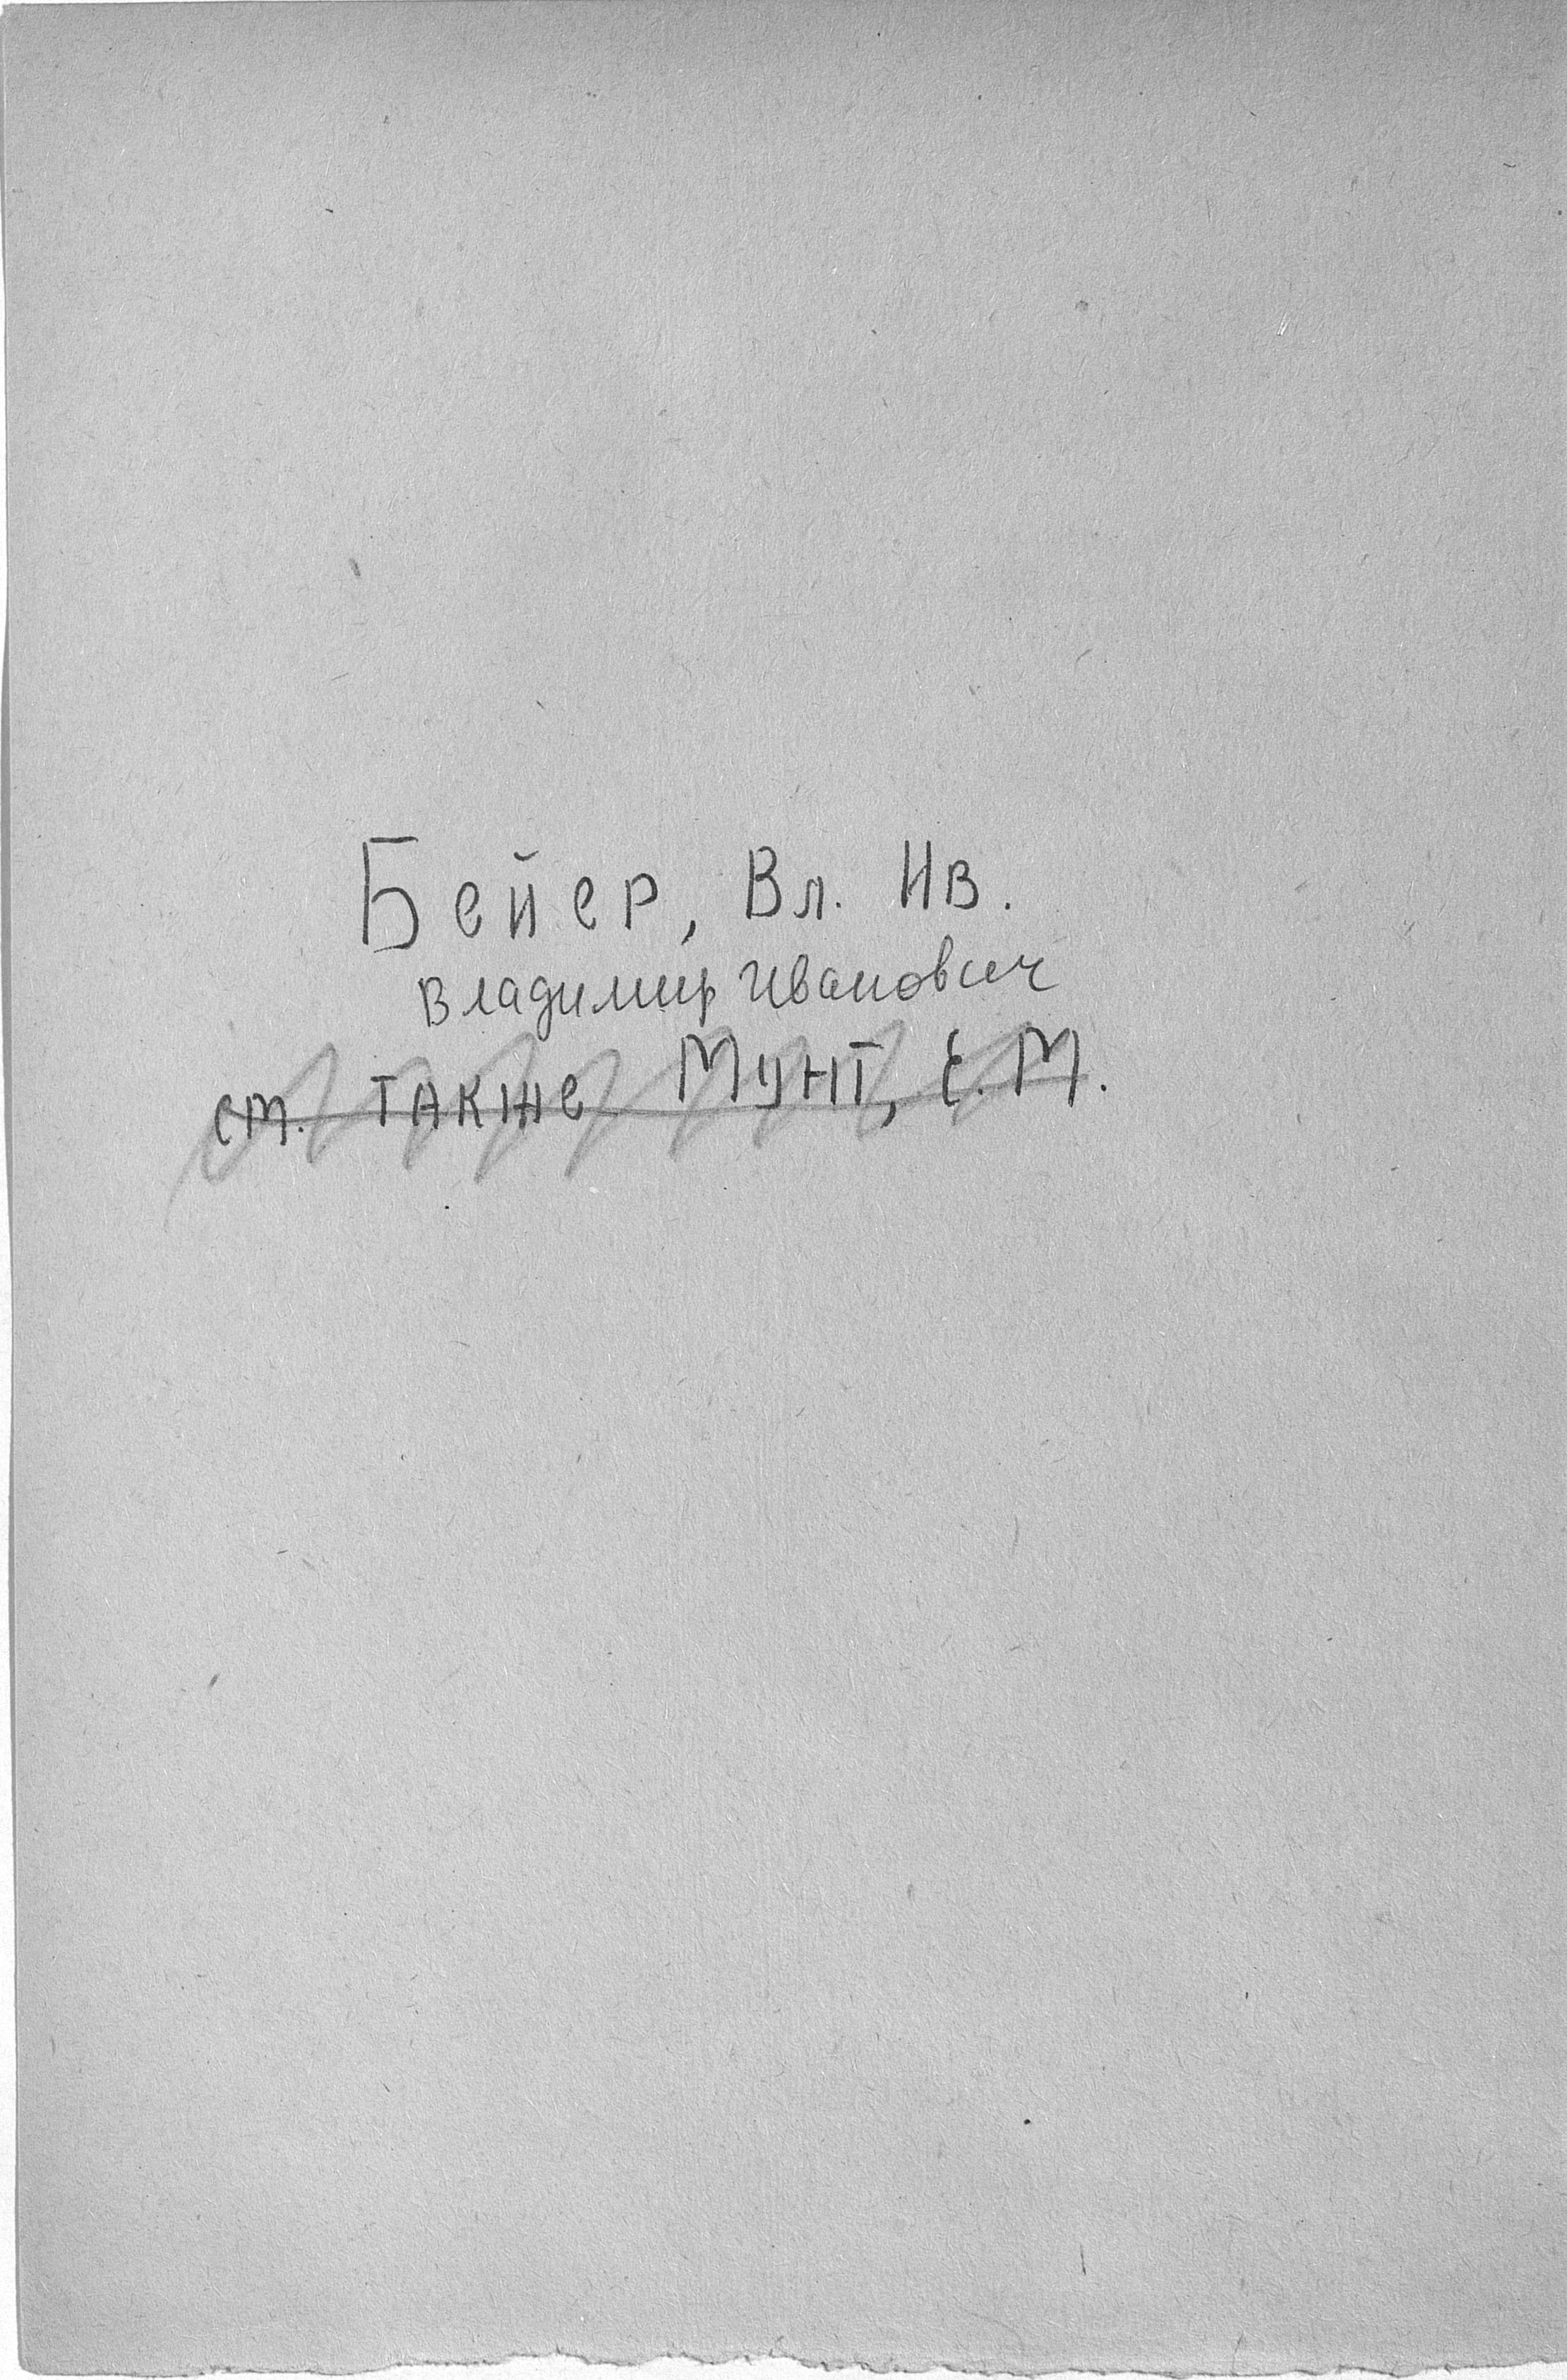 Бейер, Вл. Ив.
Владимир Иванович
см. также Мунт, Е. М.